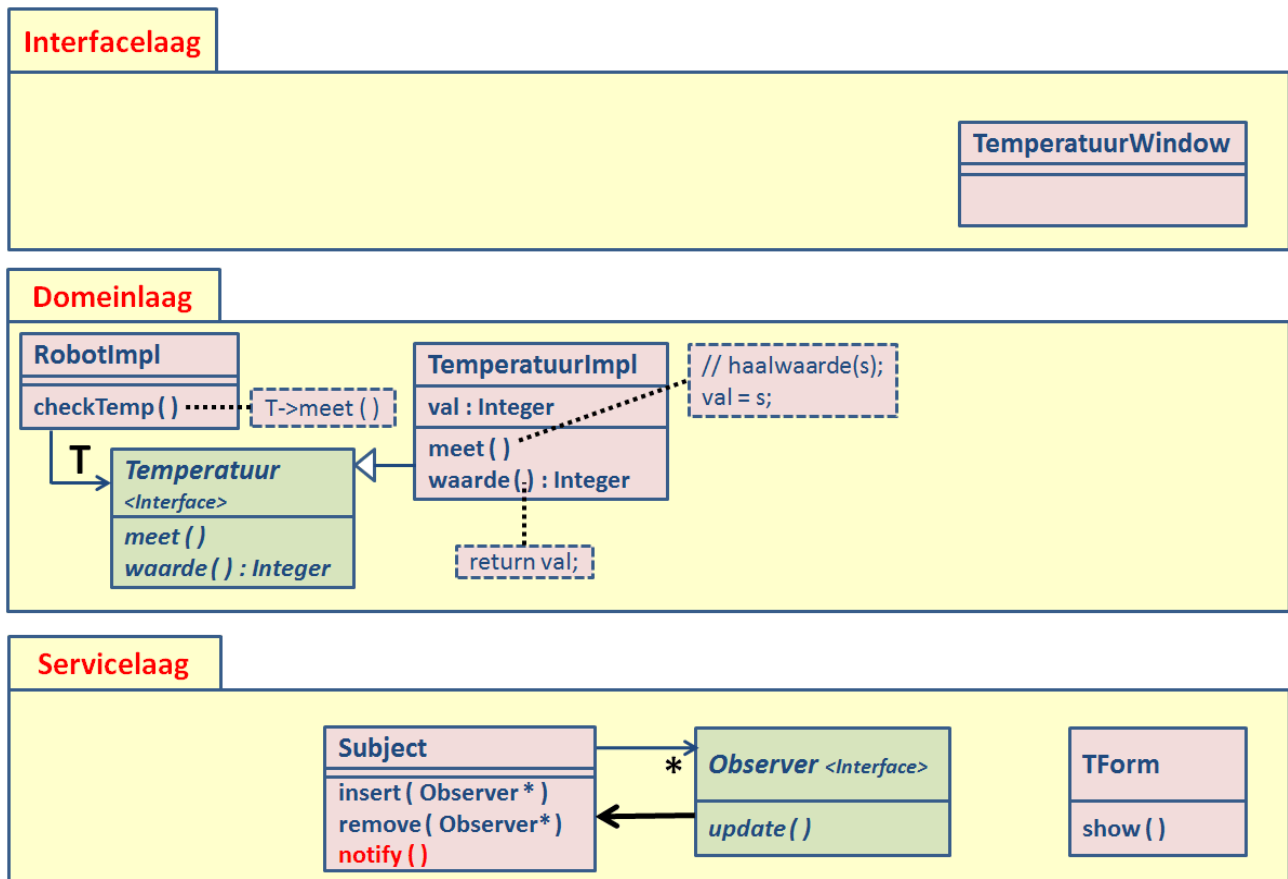 Interfacelaag
TemperatuurWindow
Domeinlaag
RobotImpl
checkTemp ( )
T->meet ( )
T
Temperatuur
<Interface>
meet ( )
waarde ( ) : Integer
TemperatuurImpl
val : Integer
meet ( )
waarde ( ) : Integer
// haalwaarde(s);
val = s;
return val;
Servicelaag
Subject
insert ( Observer * )
remove ( Observer* )
notify ( )
*
Observer <Interface>
update ( )
TForm
show ( )